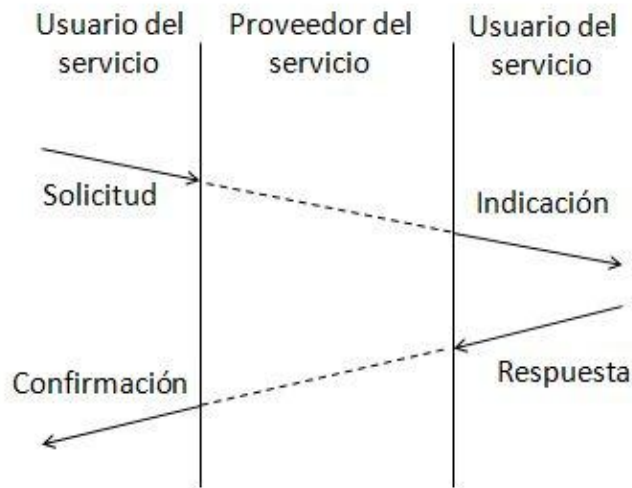 Usuario del
servicio
Proveedor del
servicio
Usuario del
servicio
Solicitud
Indicación
Respuesta
Confirmación